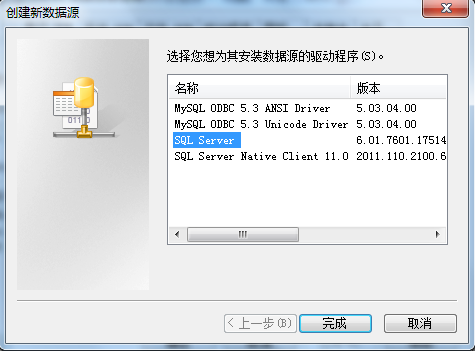 创建新数据源
选择您想为其安装数据源的驱动程序(S)。
名称 版本
MySQL ODBC 5.3 ANSI Driver 5.03.04.00
MySQL ODBC 5.3 Unicode Driver 5.03.04.00
SQL Server 6.01.7601.17514
SQL Server Native Client 11.0 2011.110.2100.6
< 上一步(B) 完成 取消